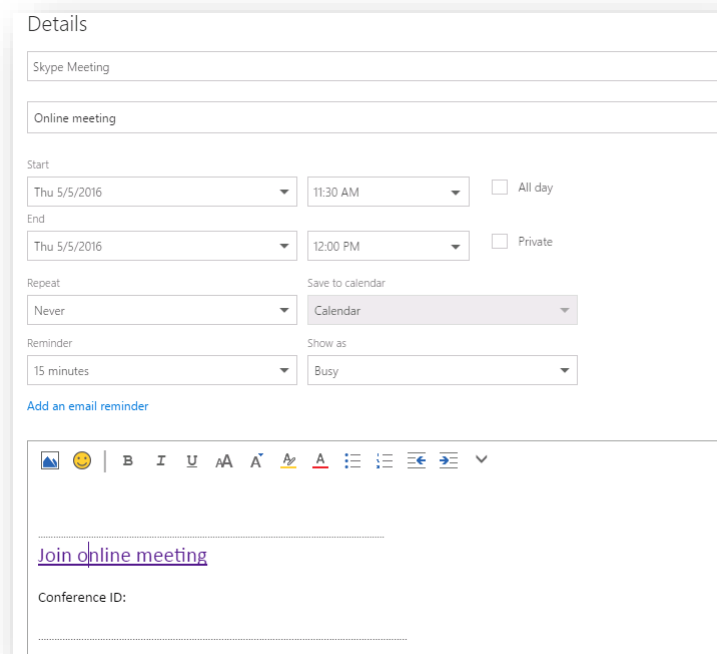 Details
Skype Meeting
Online meeting
Start
Thu 5/5/2016 11:30 AM All day
End
Thu 5/5/2016 12:00 PM Private
Repeat Save to calendar
Never Calendar
Reminder Show as
15 minutes Busy
Add an email reminder
B I U AA A A A
Join online meeting
Conference ID: